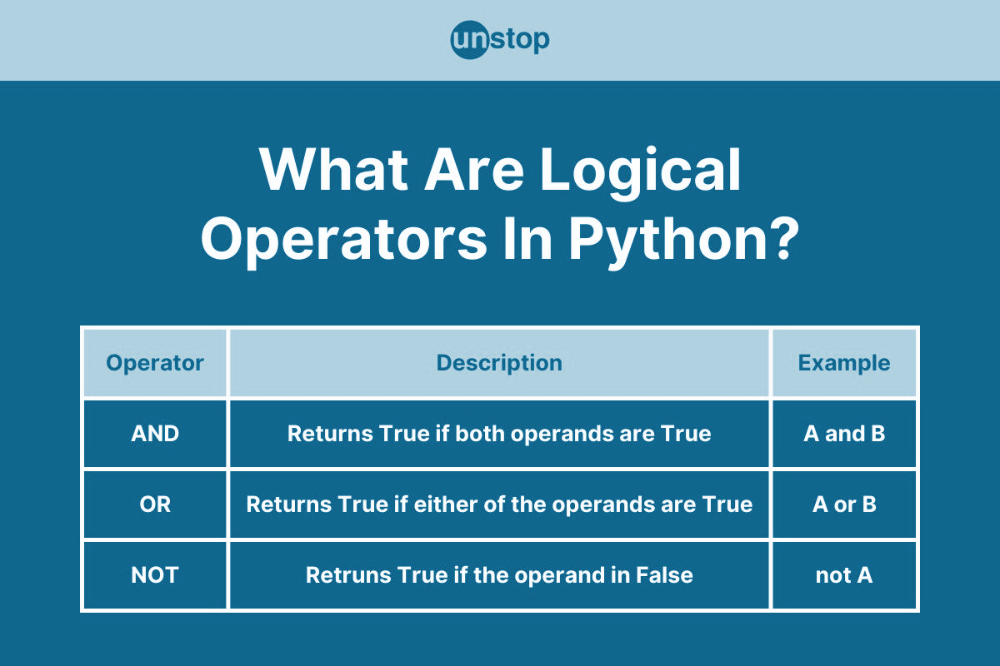 unstop
What Are Logical
Operators In Python?
Operator Description Example
AND Returns True if both operands are True A and B
OR Returns True if either of the operands are True A or B
NOT Retruns True if the operand in False not A